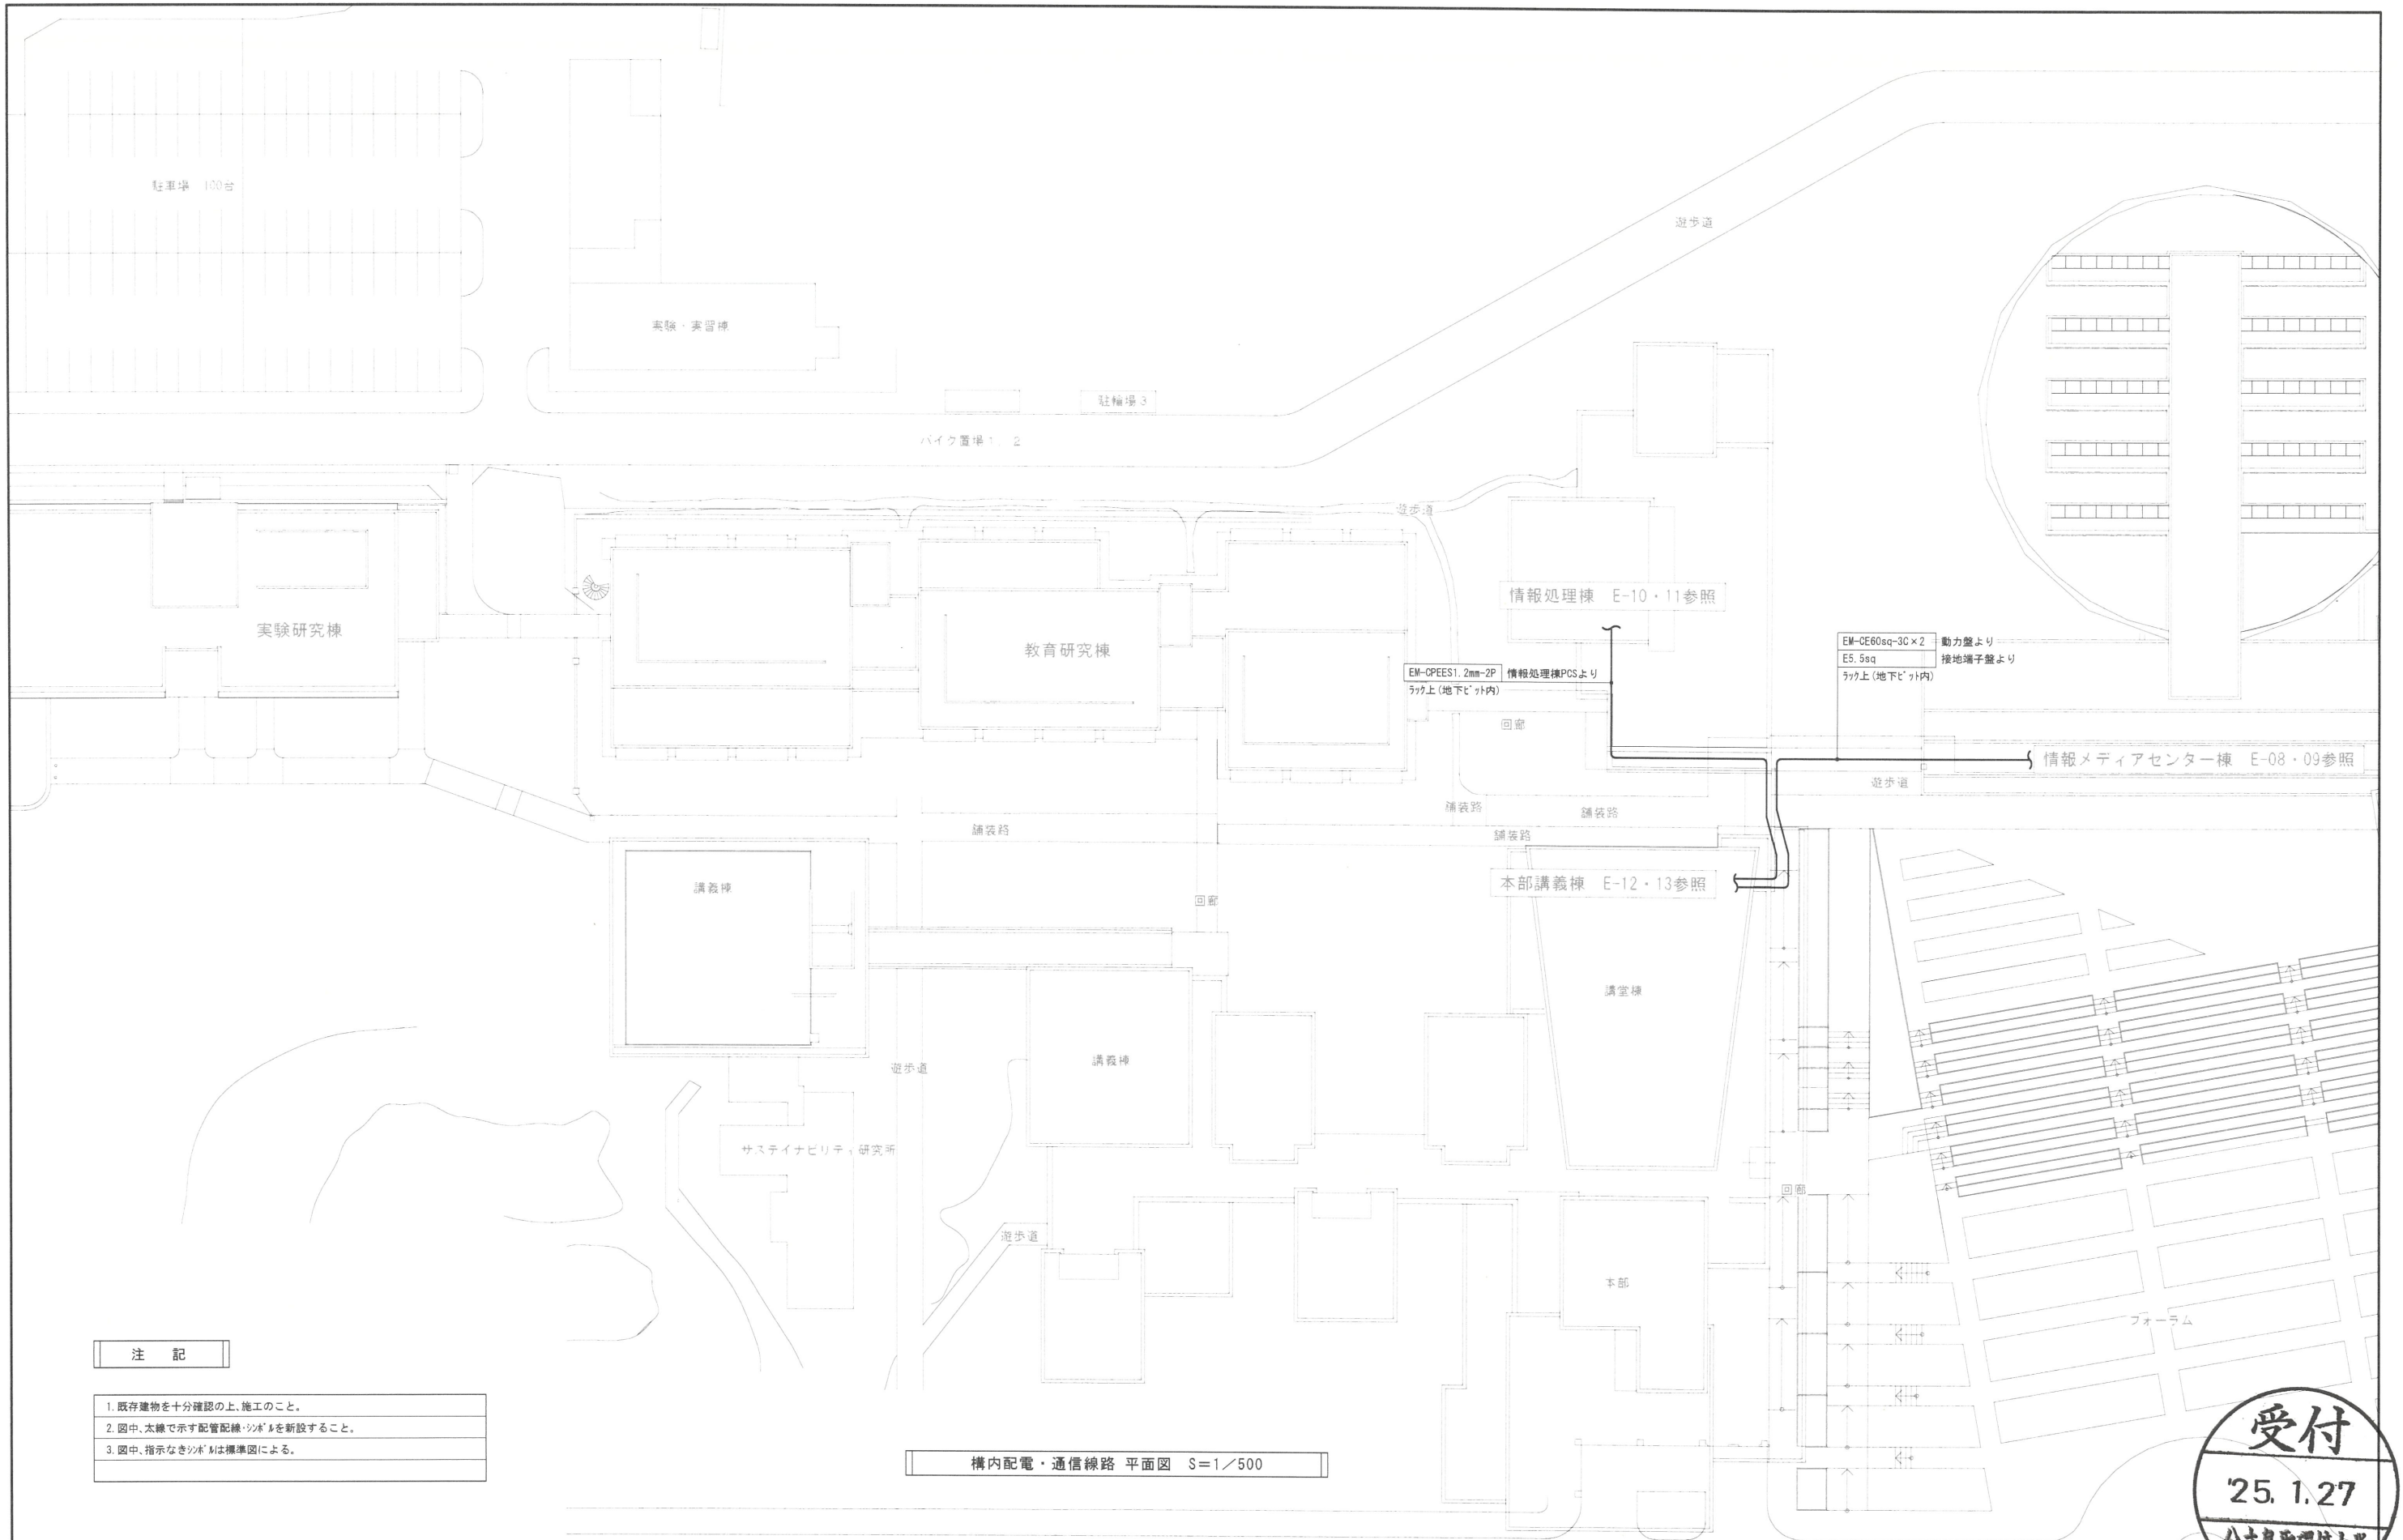 駐車場 100台
遊歩道
実験・実習棟
駐輪場3
バイク置場1、2
遊歩道
情報処理棟 E-10・11参照
実験研究棟
教育研究棟
EM-CE60sq-3C×2 動力盤より
E5.5sq 接地端子盤より
ラック上(地下ピット内)
EM-CPEES1.2mm-2P 情報処理棟PCSより
ラック上(地下ピット内)
回廊
情報メディアセンター棟 E-08・09参照
遊歩道
舗装路
舗装路
舗装路
舗装路
講義棟
本部講義棟 E-12・13参照
回廊
講堂棟
講義棟
遊歩道
サステイナビリティ研究所
回廊
遊歩道
本部
フォーラム
注 記
1. 既存建物を十分確認の上、施工のこと。
2. 図中、太線で示す配管配線・シンボルを新設すること。
3. 図中、指示なきシンボルは標準図による。
構内配電・通信線路 平面図 S=1/500
受付
'25.1.27